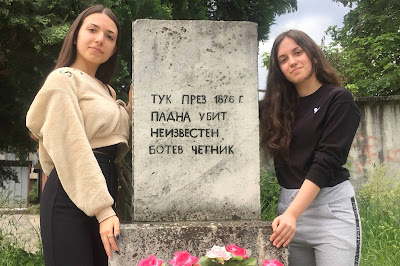 ТУК ПРЕЗ 1876 г.
ПАДНА УБИТ
НЕИЗВЕСТЕН
БОТЕВ ЧЕТНИК